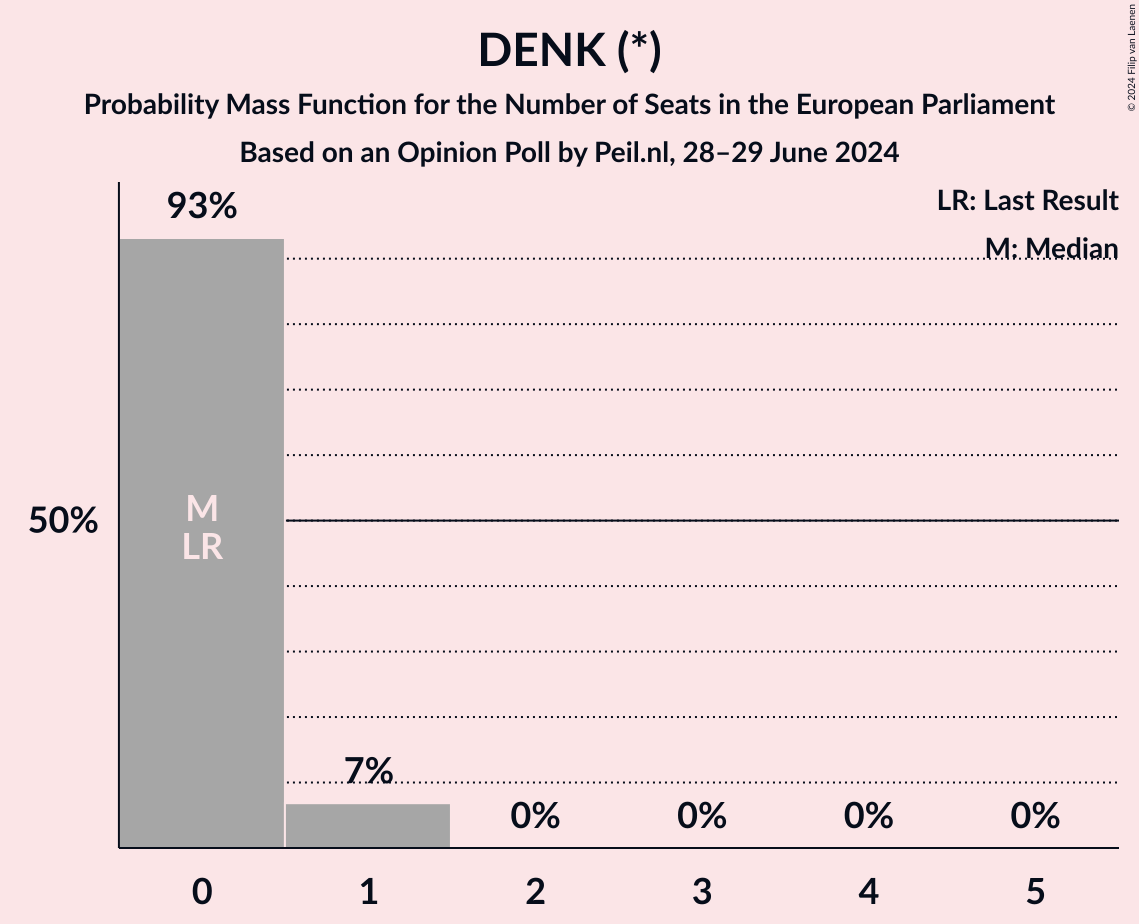 DENK (*)
Probability Mass Function for the Number of Seats in the European Parliament
Based on an Opinion Poll by Peil.nl, 28–29 June 2024
© 2024 Filip van Laenen
LR: Last Result
M: Median
93%
50%
M
LR
7%
0%
0%
0%
0%
0
1
2
3
4
5